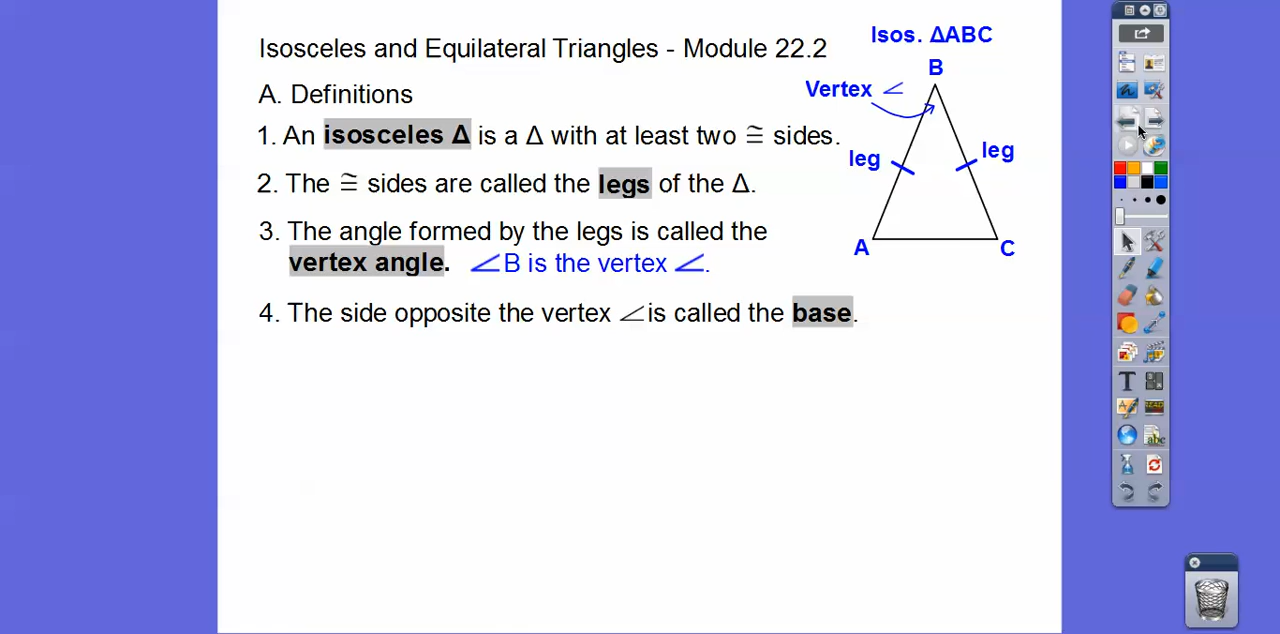 Isosceles and Equilateral Triangles - Module 22.2
Isos. ΔABC
B
Vertex ∠
A. Definitions
1. An isosceles Δ is a Δ with at least two ≅ sides.
leg
leg
2. The ≅ sides are called the legs of the Δ.
3. The angle formed by the legs is called the
vertex angle. ∠B is the vertex ∠.
A
C
4. The side opposite the vertex ∠ is called the base.
T
abc